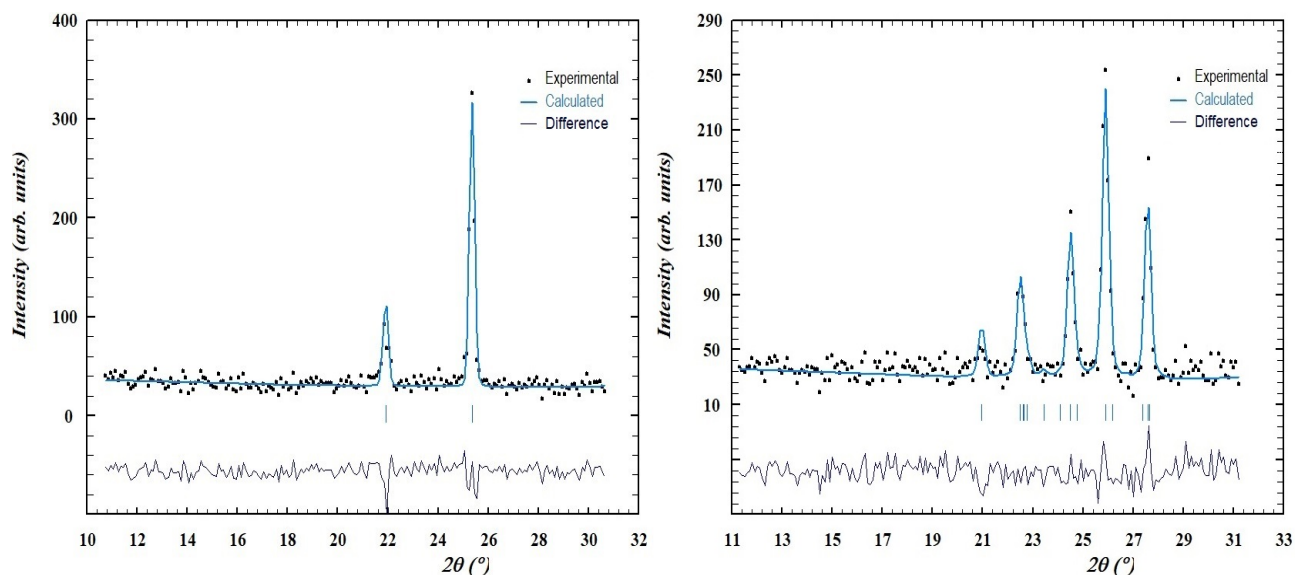 400
300
200
100
0
Intensity (arb. units)
Experimental
Calculated
Difference
10 12 14 16 18 20 22 24 26 28 30 32
2θ (º)
290
250
210
170
130
90
50
10
Intensity (arb. units)
Experimental
Calculated
Difference
11 13 15 17 19 21 23 25 27 29 31 33
2θ (º)